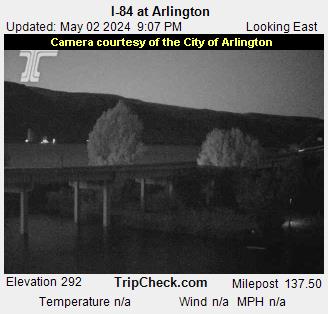 I-84 at Arlington
Updated: May 02 2024 9:07 PM Looking East
Camera courtesy of the City of Arlington
Elevation 292 TripCheck.com Milepost 137.50
Temperature n/a Wind n/a MPH n/a